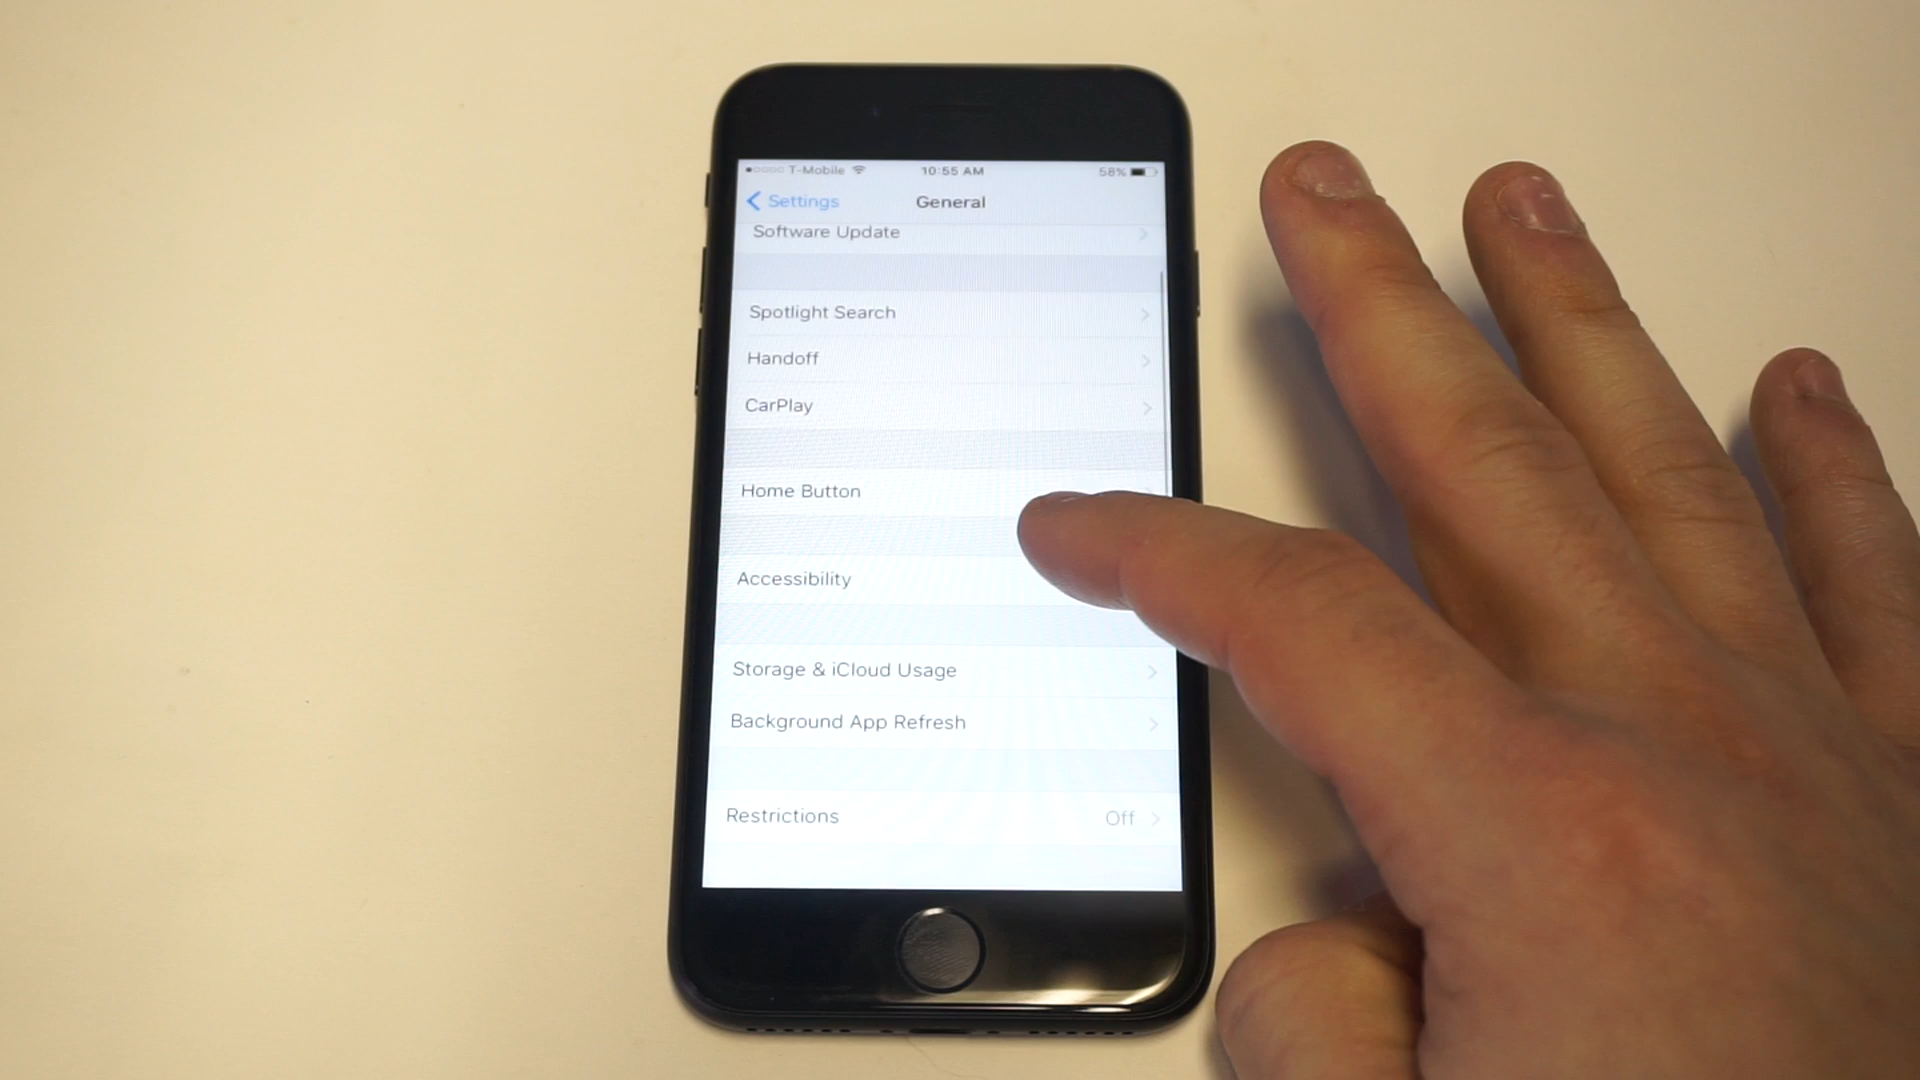 T-Mobile 10:55 AM 58%
Settings General
Software Update
Spotlight Search
Handoff
CarPlay
Home Button
Accessibility
Storage & iCloud Usage
Background App Refresh
Restrictions Off